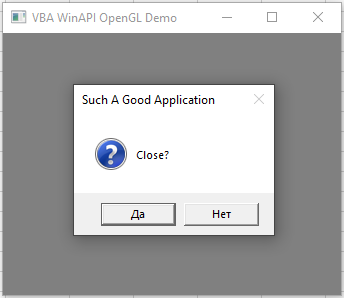 VBA WinAPI OpenGL Demo
Such A Good Application
Close?
Да
Нет